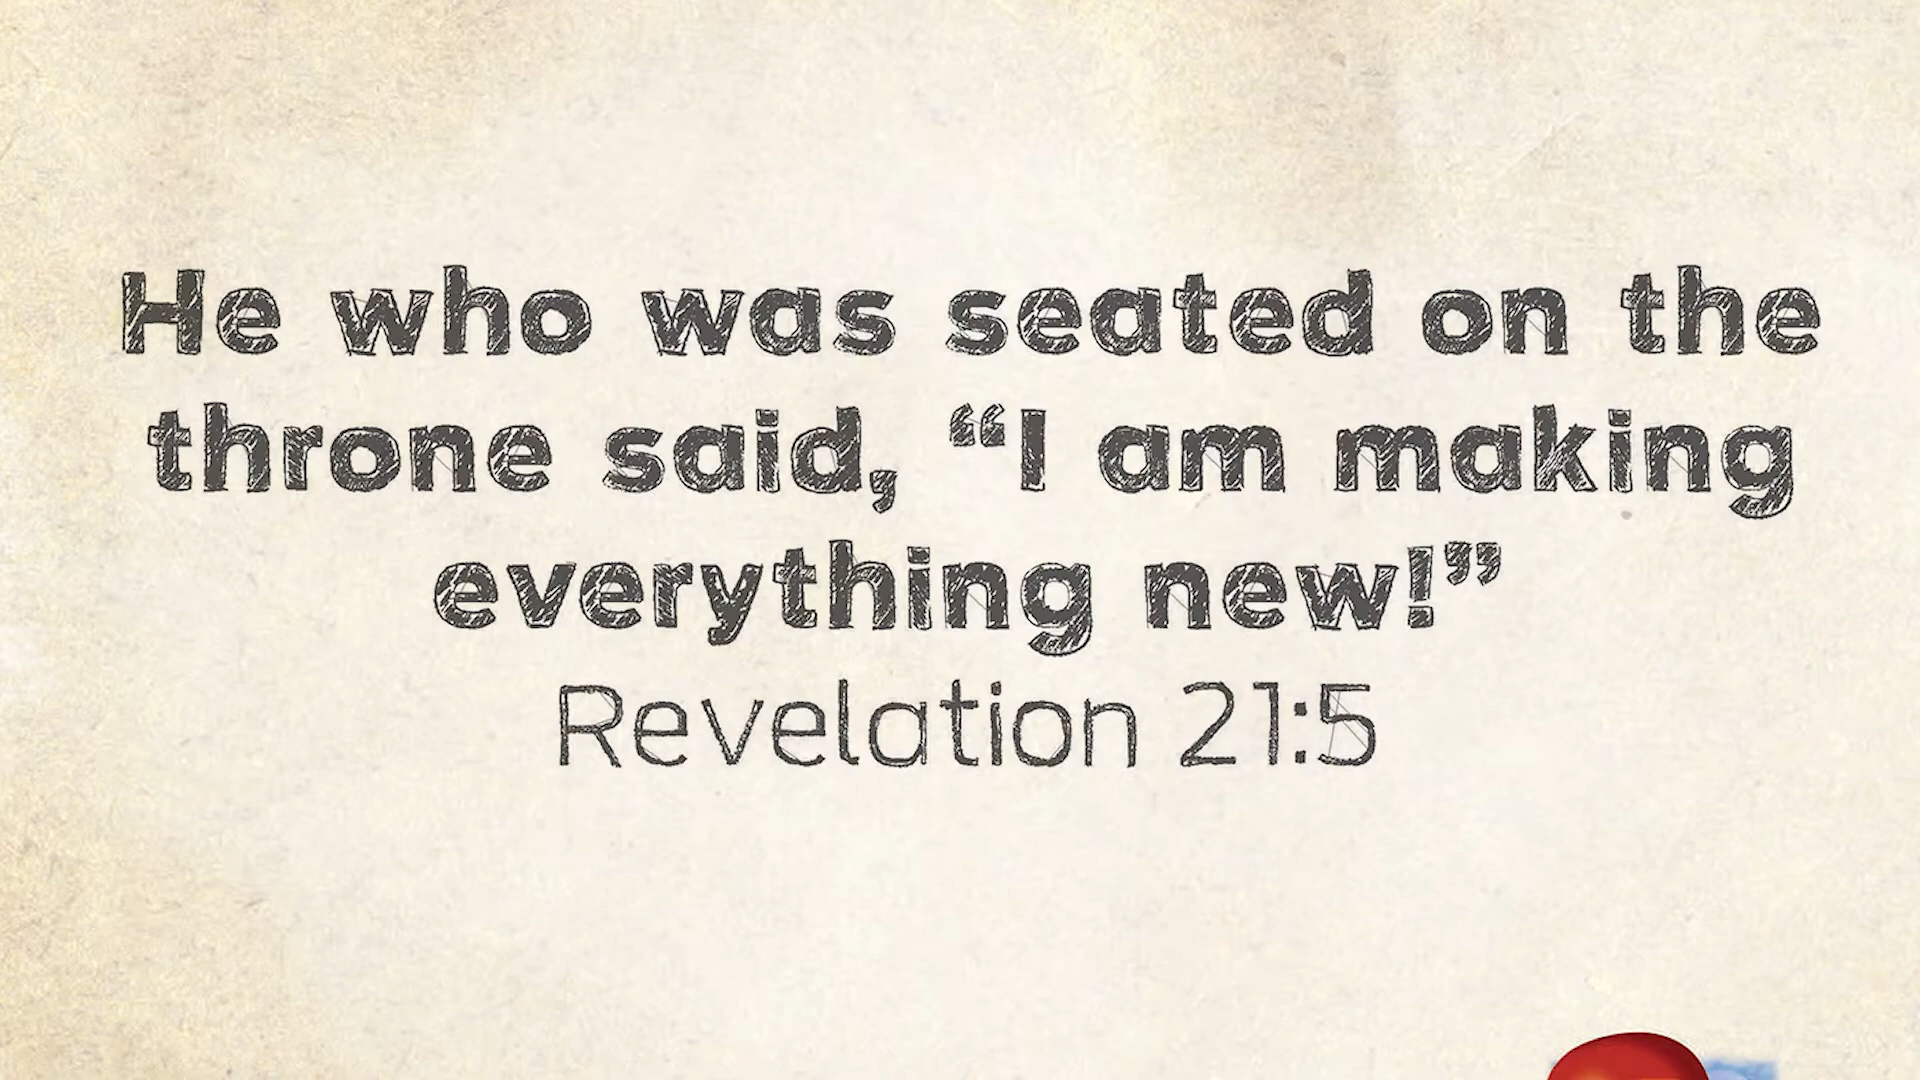 He who was seated on the
throne said, “I am making
everything new!”
Revelation 21:5